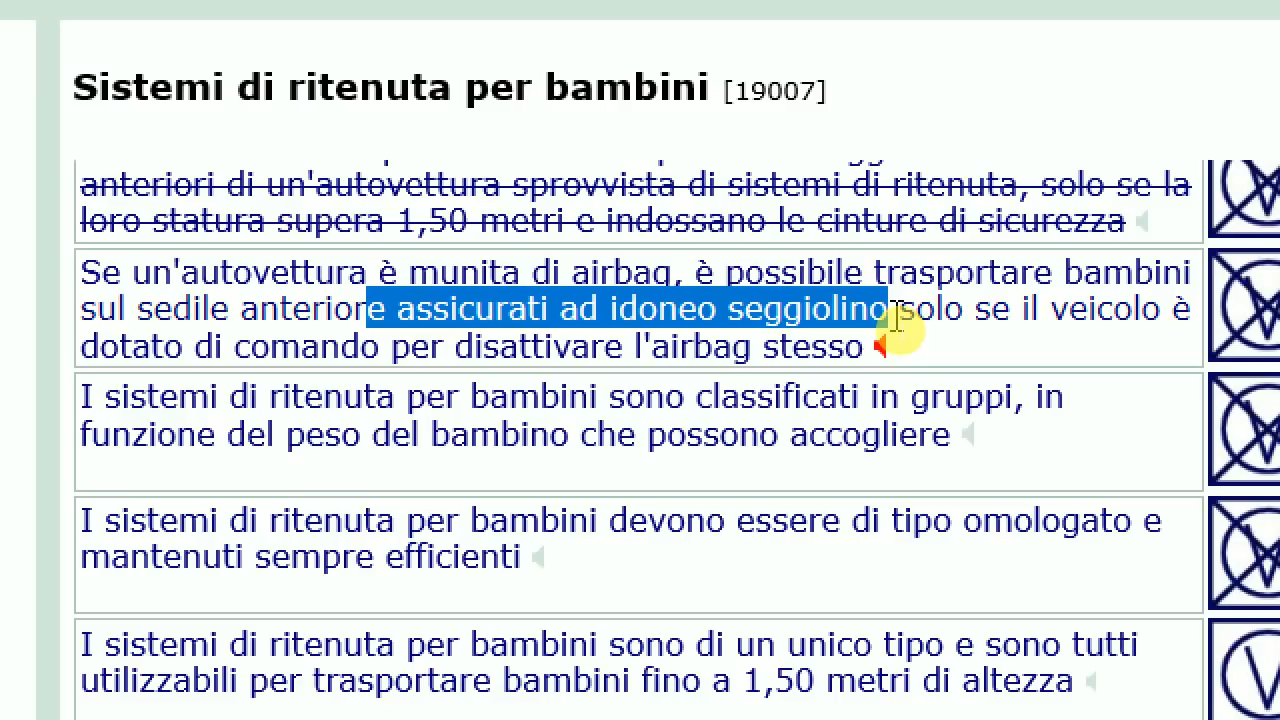 Sistemi di ritenuta per bambini [19007]
anteriori di un'autovettura sprovvista di sistemi di ritenuta, solo se la
loro statura supera 1,50 metri e indossano le cinture di sicurezza
Se un'autovettura è munita di airbag, è possibile trasportare bambini
sul sedile anteriore assicurati ad idoneo seggiolino solo se il veicolo è
dotato di comando per disattivare l'airbag stesso
I sistemi di ritenuta per bambini sono classificati in gruppi, in
funzione del peso del bambino che possono accogliere
I sistemi di ritenuta per bambini devono essere di tipo omologato e
mantenuti sempre efficienti
I sistemi di ritenuta per bambini sono di un unico tipo e sono tutti
utilizzabili per trasportare bambini fino a 1,50 metri di altezza
V